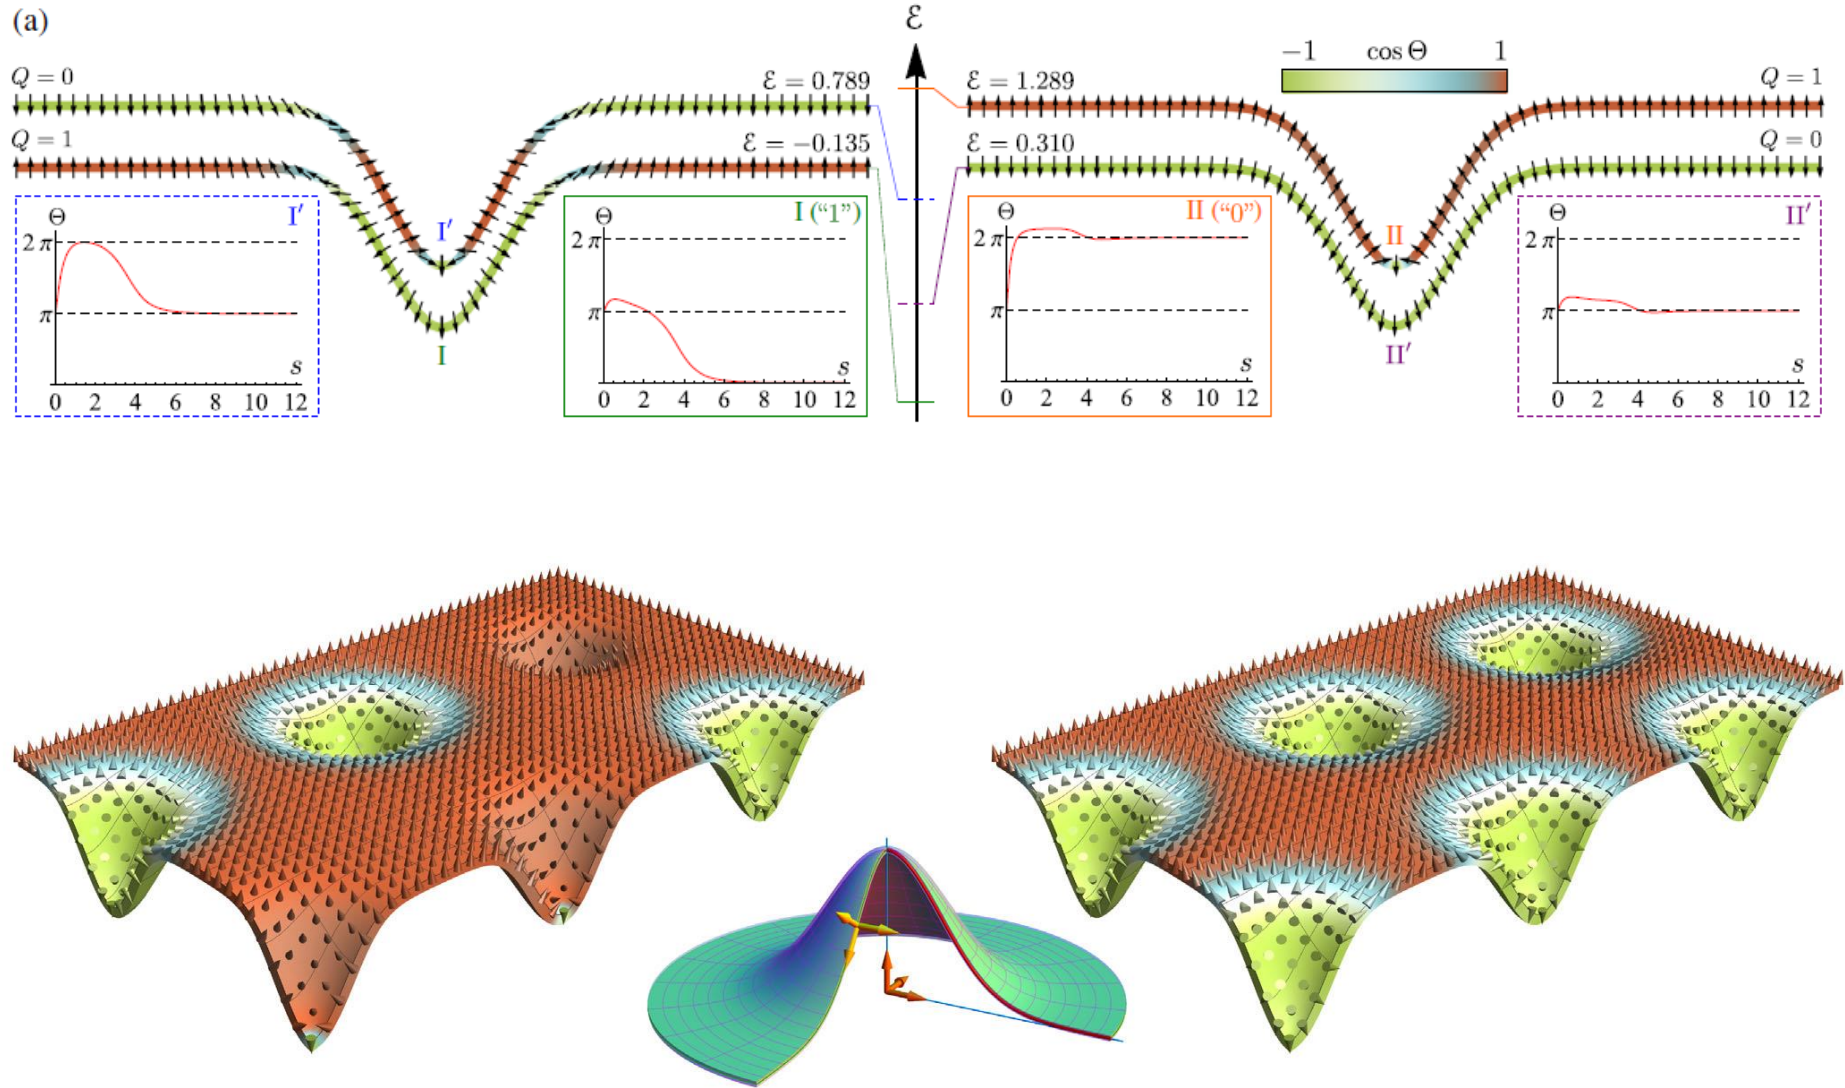 (a)
ℰ
−1 cos Θ 1
Q = 0
ℰ = 0.789
ℰ = 1.289
Q = 1
Q = 1
ℰ = −0.135
ℰ = 0.310
Q = 0
Θ
I′
2 π
π
s
0 2 4 6 8 10 12
I′
I
Θ
I (“1”)
2 π
π
s
0 2 4 6 8 10 12
Θ
II (“0”)
2 π
π
s
0 2 4 6 8 10 12
II
II′
Θ
II′
2 π
π
s
0 2 4 6 8 10 12